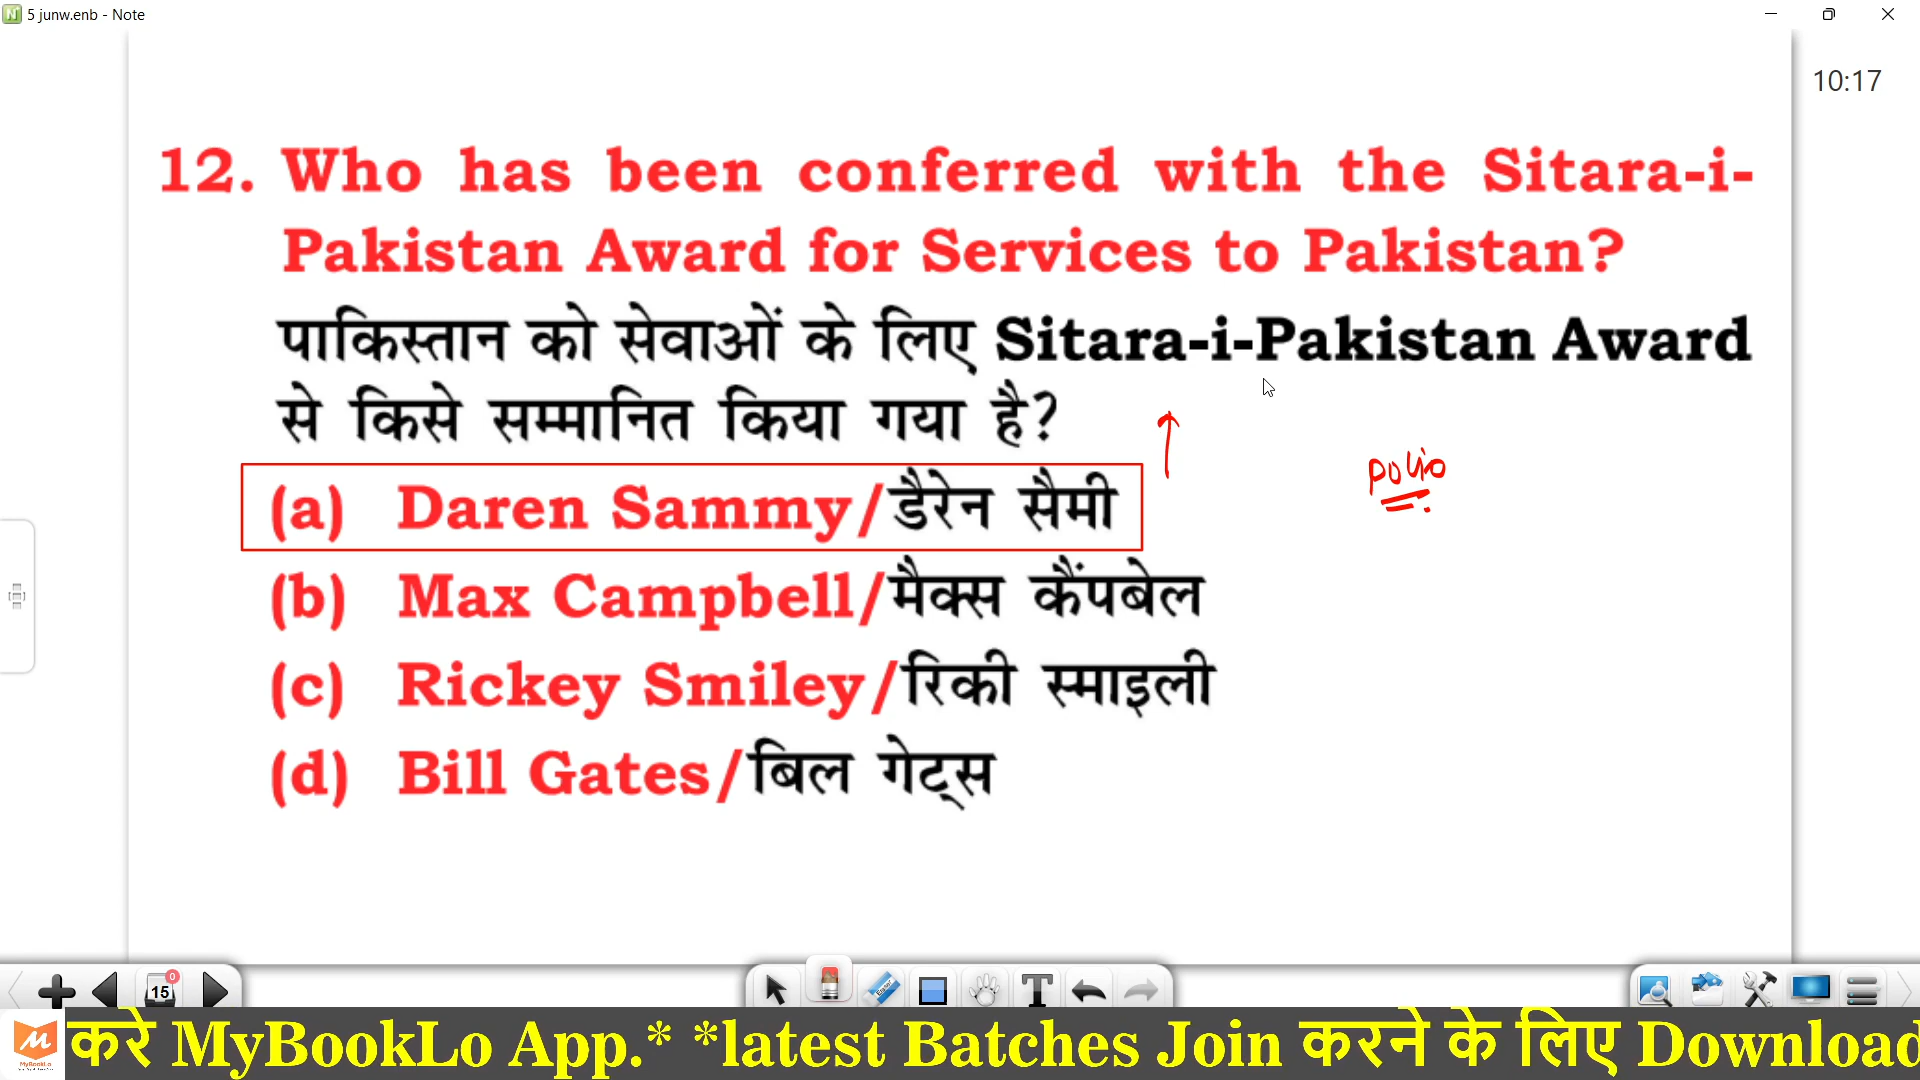 5 junw.enb - Note
10:17
12. Who has been conferred with the Sitara-i-
Pakistan Award for Services to Pakistan?
पाकिस्तान को सेवाओं के लिए Sitara-i-Pakistan Award
से किसे सम्मानित किया गया है?
polio
(a) Daren Sammy/डैरेन सैमी
(b) Max Campbell/मैक्स कैंपबेल
(c) Rickey Smiley/रिकी स्माइली
(d) Bill Gates/बिल गेट्स
0
15
T
करे MyBookLo App.* *latest Batches Join करने के लिए Download